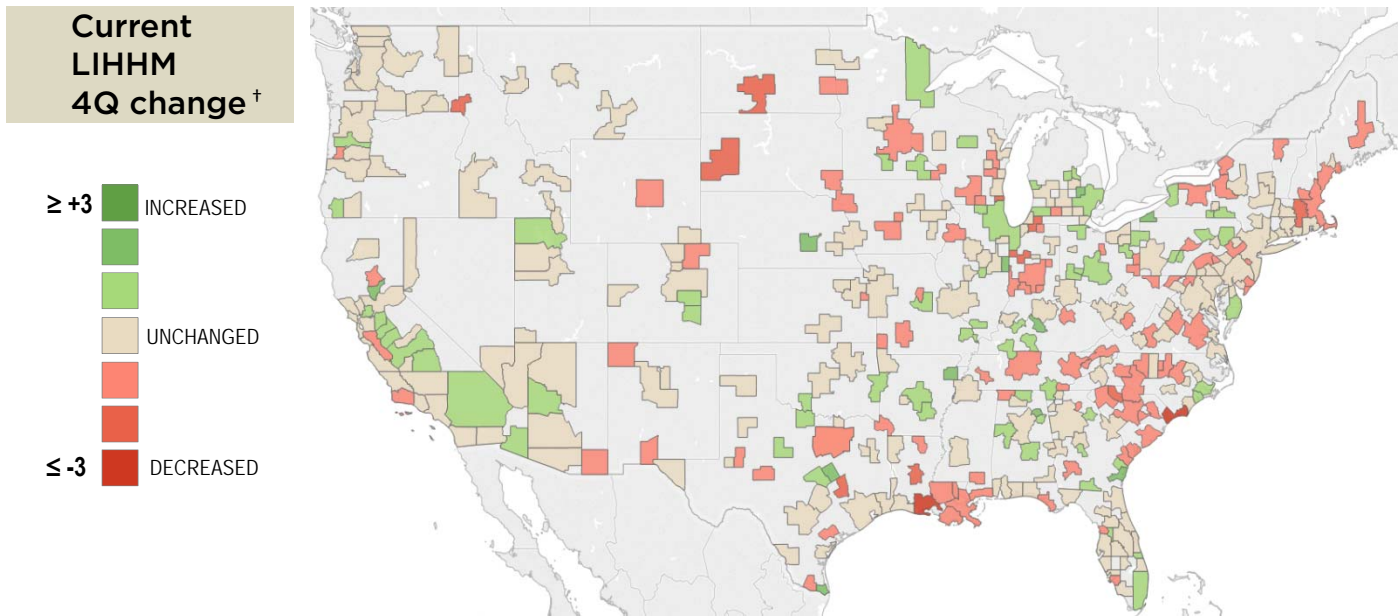 Current
LIHHM
4Q change †
≥ +3 INCREASED
UNCHANGED
≤ -3 DECREASED